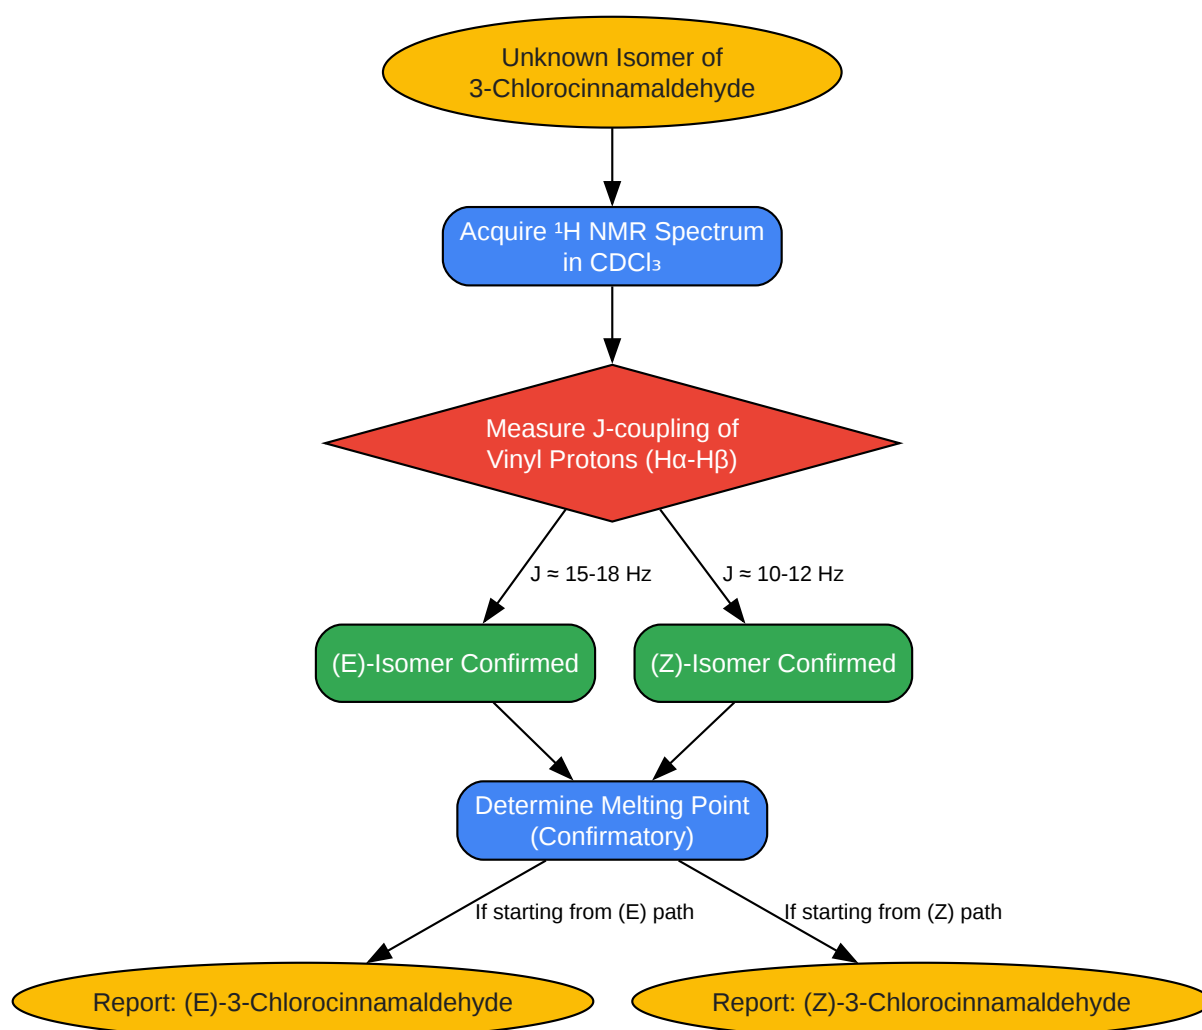 Unknown Isomer of
3-Chlorocinnamaldehyde
Acquire ¹H NMR Spectrum
in CDCl₃
Measure J-coupling of
Vinyl Protons (Hα-Hβ)
J ≈ 15-18 Hz
J ≈ 10-12 Hz
(E)-Isomer Confirmed
(Z)-Isomer Confirmed
Determine Melting Point
(Confirmatory)
If starting from (E) path
If starting from (Z) path
Report: (E)-3-Chlorocinnamaldehyde
Report: (Z)-3-Chlorocinnamaldehyde